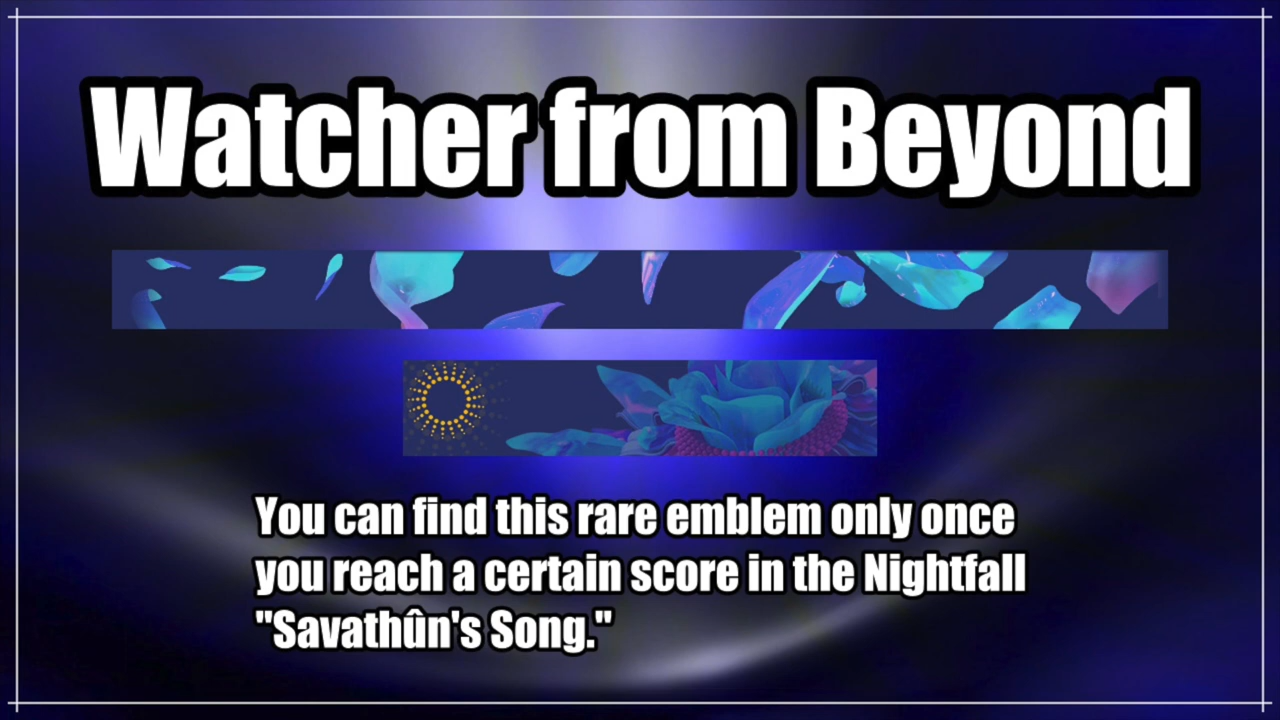 Watcher from Beyond
You can find this rare emblem only once
you reach a certain score in the Nightfall
"Savathûn's Song."